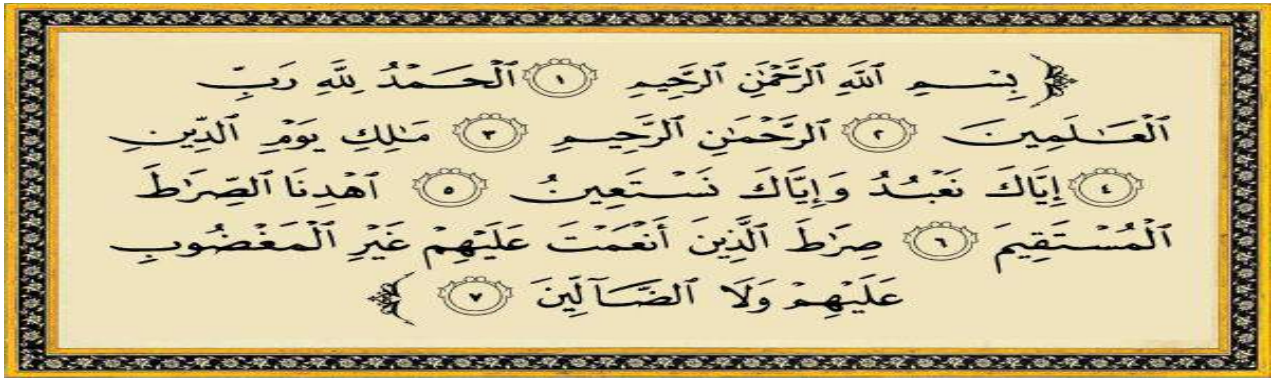 ﴿ بِسْمِ ٱللَّهِ ٱلرَّحْمَٰنِ ٱلرَّحِيمِ ١ ٱلْحَمْدُ لِلَّهِ رَبِّ
ٱلْعَـٰلَمِينَ ٢ ٱلرَّحْمَـٰنِ ٱلرَّحِيمِ ٣ مَـٰلِكِ يَوْمِ ٱلدِّينِ
٤ إِيَّاكَ نَعْبُدُ وَإِيَّاكَ نَسْتَعِينُ ٥ ٱهْدِنَا ٱلصِّرَٰطَ
ٱلْمُسْتَقِيمَ ٦ صِرَٰطَ ٱلَّذِينَ أَنْعَمْتَ عَلَيْهِمْ غَيْرِ ٱلْمَغْضُوبِ
عَلَيْهِمْ وَلَا ٱلضَّآلِّينَ ٧ ﴾